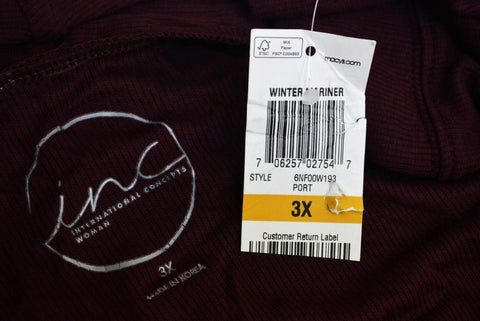 inc
INTERNATIONAL CONCEPTS
WOMAN
3X
MADE IN KOREA
FSC
MIX
Paper
macys.com
WINTER MARINER
7 06257 02754 7
STYLE 6NF00W193
PORT
3X
Customer Return Label